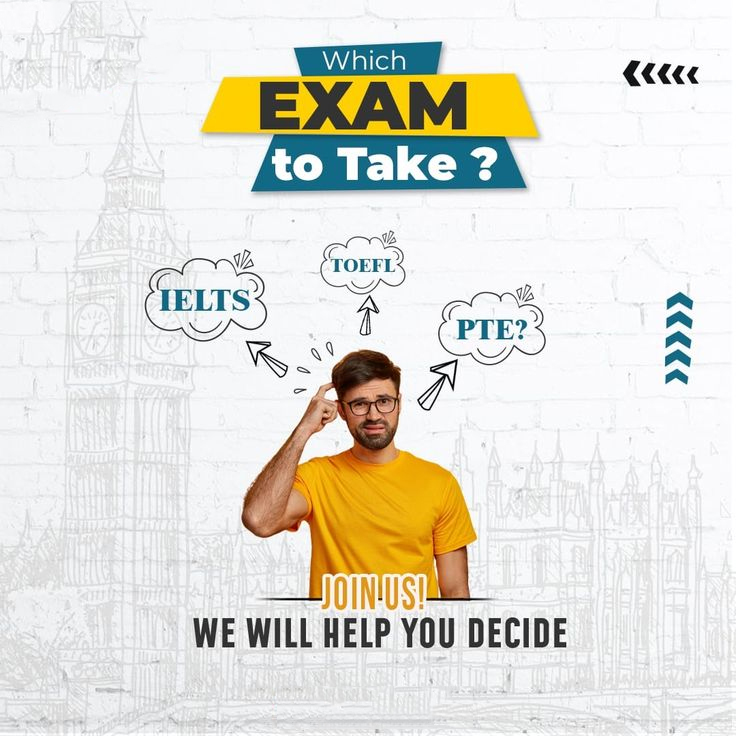 Which
EXAM
to Take ?
TOEFL
IELTS
PTE?
JOIN US!
WE WILL HELP YOU DECIDE